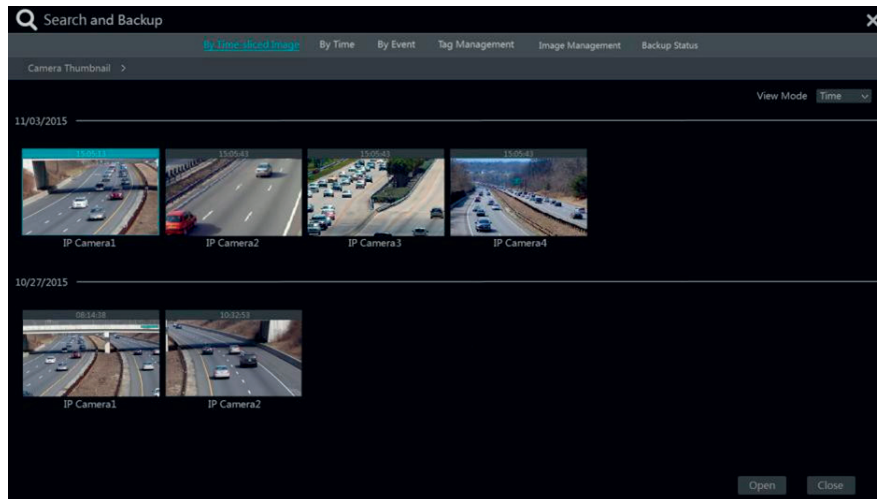 Search and Backup
By Time-sliced Image By Time By Event Tag Management Image Management Backup Status
Camera Thumbnail >
View Mode Time
11/03/2015
15:05:43 15:05:43 15:05:43
IP Camera1 IP Camera2 IP Camera3 IP Camera4
10/27/2015
08:14:38 10:32:53
IP Camera1 IP Camera2
Open Close